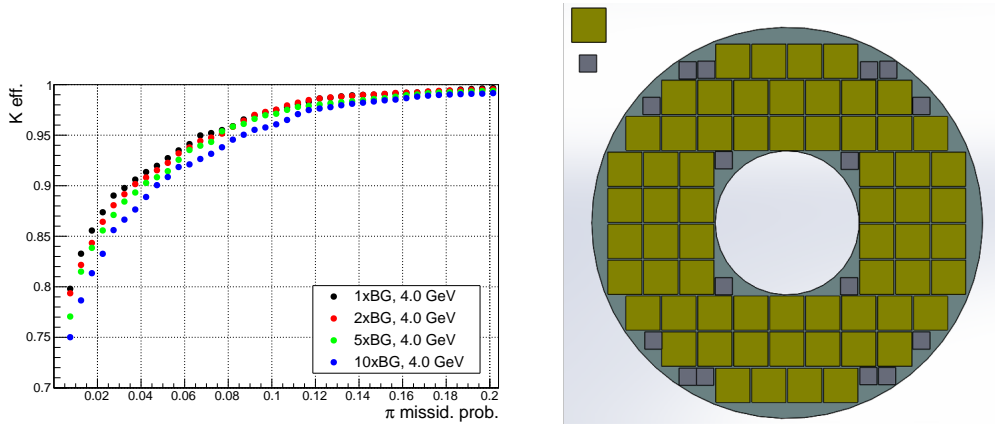 K eff.
1
0.95
0.9
0.85
0.8
0.75
0.7
1xBG, 4.0 GeV
2xBG, 4.0 GeV
5xBG, 4.0 GeV
10xBG, 4.0 GeV
0.02 0.04 0.06 0.08 0.1 0.12 0.14 0.16 0.18 0.2
π missid. prob.